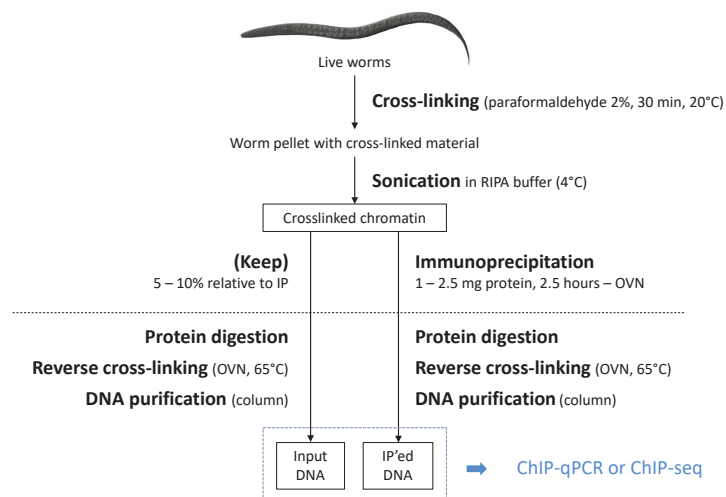 Live worms
Cross-linking (paraformaldehyde 2%, 30 min, 20°C)
Worm pellet with cross-linked material
Sonication in RIPA buffer (4°C)
Crosslinked chromatin
(Keep)
5 – 10% relative to IP
Immunoprecipitation
1 – 2.5 mg protein, 2.5 hours – OVN
Protein digestion
Reverse cross-linking (OVN, 65°C)
DNA purification (column)
Protein digestion
Reverse cross-linking (OVN, 65°C)
DNA purification (column)
Input
DNA
IP'ed
DNA
ChIP-qPCR or ChIP-seq